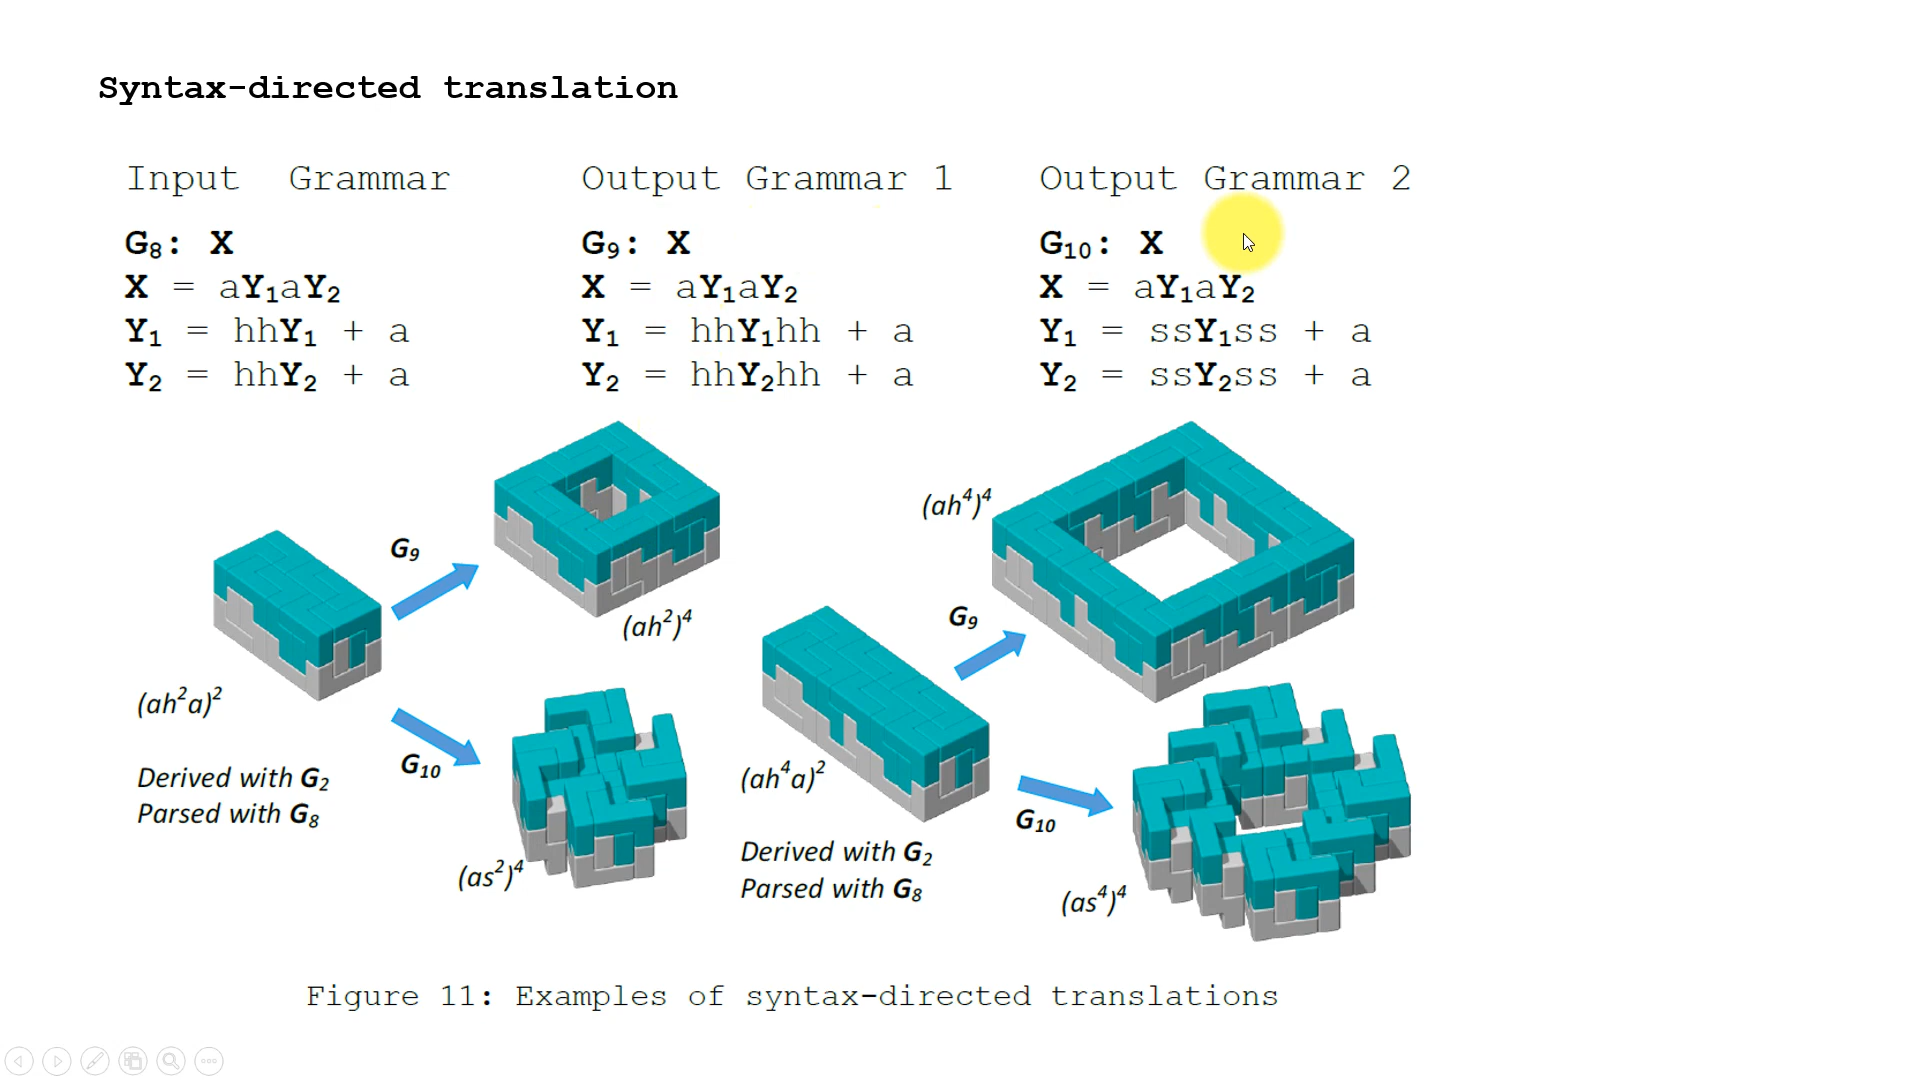 Syntax-directed translation
Input Grammar
G₈: X
X = aY₁aY₂
Y₁ = hhY₁ + a
Y₂ = hhY₂ + a
Output Grammar 1
G₉: X
X = aY₁aY₂
Y₁ = hhY₁hh + a
Y₂ = hhY₂hh + a
Output Grammar 2
G₁₀: X
X = aY₁aY₂
Y₁ = ssY₁ss + a
Y₂ = ssY₂ss + a
G₉
(ah²)⁴
(ah²a)²
Derived with G₂
Parsed with G₈
G₁₀
(as²)⁴
(ah⁴)⁴
G₉
(ah⁴a)²
Derived with G₂
Parsed with G₈
G₁₀
(as⁴)⁴
Figure 11: Examples of syntax-directed translations